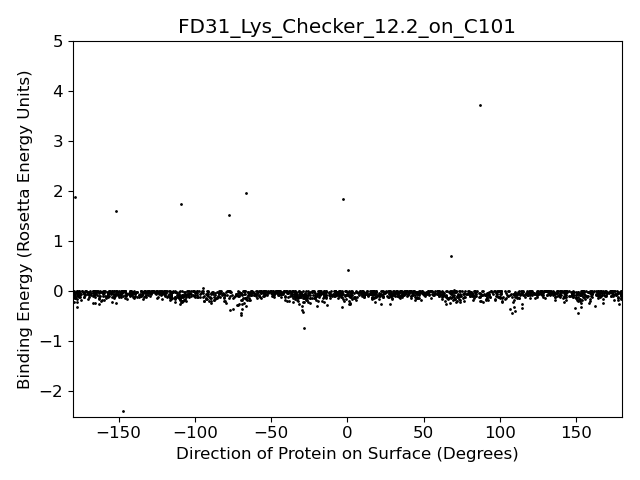 FD31_Lys_Checker_12.2_on_C101
Binding Energy (Rosetta Energy Units)
5
4
3
2
1
0
−1
−2
−150 −100 −50 0 50 100 150
Direction of Protein on Surface (Degrees)